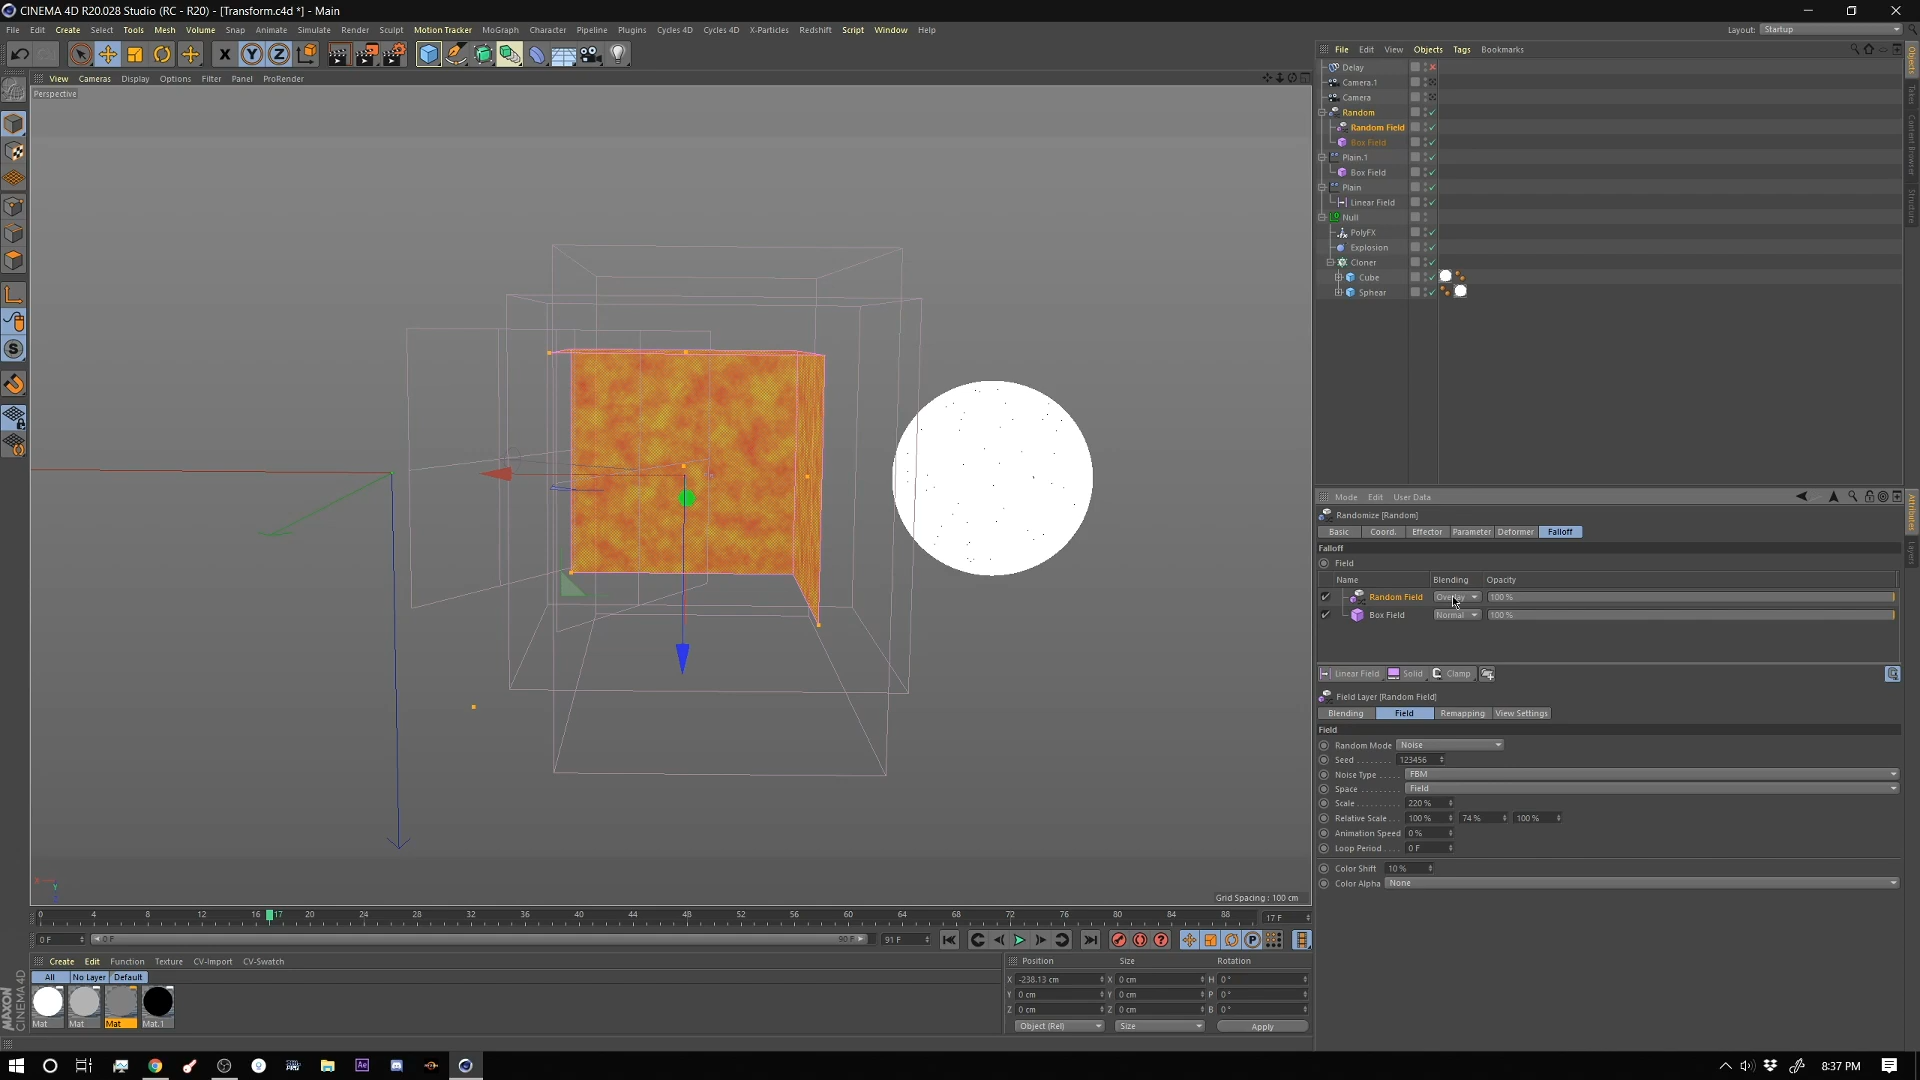 CINEMA 4D R20.028 Studio (RC - R20) - [Transform.c4d *] - Main
File Edit Create Select Tools Mesh Volume Snap Animate Simulate Render Sculpt Motion Tracker MoGraph Character Pipeline Plugins Cycles 4D Cycles 4D X-Particles Redshift Script Window Help
Layout: Startup
X Y Z
View Cameras Display Options Filter Panel ProRender
Perspective
Grid Spacing : 100 cm
File Edit View Objects Tags Bookmarks
Delay
Camera.1
Camera
Random
Random Field
Box Field
Plain.1
Box Field
Plain
Linear Field
Null
PolyFX
Explosion
Cloner
Cube
Sphear
Objects
Takes
Content Browser
Structure
Mode Edit User Data
Randomize [Random]
Basic Coord. Effector Parameter Deformer Falloff
Falloff
Field
Name Blending Opacity
Random Field Overlay 100 %
Box Field Normal 100 %
Linear Field Solid Clamp
Field Layer [Random Field]
Blending Field Remapping View Settings
Field
Random Mode Noise
Seed 123456
Noise Type FBM
Space Field
Scale 220 %
Relative Scale 100 % 74 % 100 %
Animation Speed 0 %
Loop Period 0 F
Color Shift 10 %
Color Alpha None
Attributes
Layers
0 4 8 12 16 17 20 24 28 32 36 40 44 48 52 56 60 64 68 72 76 80 84 88 17 F
0 F 0 F 90 F 91 F
Create Edit Function Texture CV-Import CV-Swatch
All No Layer Default
Mat Mat Mat Mat.1
MAXON CINEMA 4D
Position Size Rotation
X -238.13 cm X 0 cm H 0 °
Y 0 cm Y 0 cm P 0 °
Z 0 cm Z 0 cm B 0 °
Object (Rel) Size Apply
8:37 PM